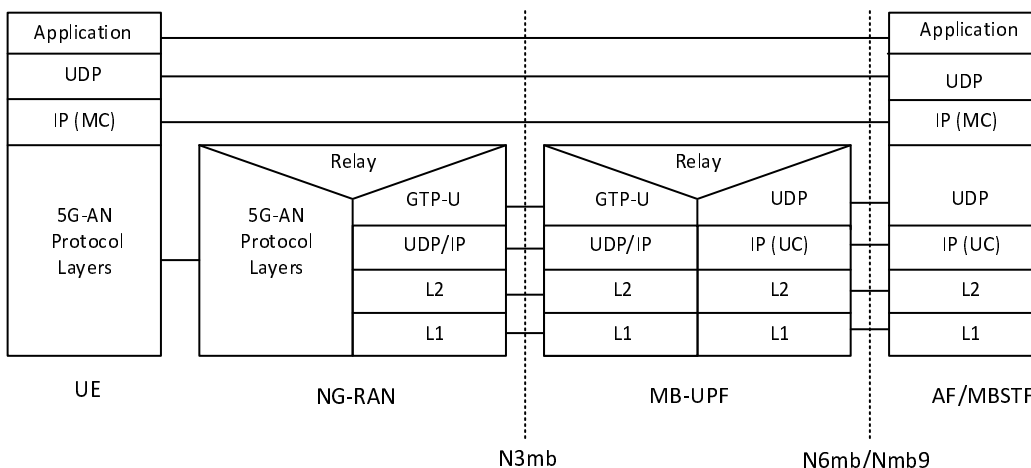 Application
UDP
IP (MC)
5G-AN
Protocol
Layers
UE
Relay
5G-AN
Protocol
Layers
GTP-U
UDP/IP
L2
L1
NG-RAN
N3mb
Relay
GTP-U
UDP/IP
L2
L1
UDP
IP (UC)
L2
L1
MB-UPF
N6mb/Nmb9
Application
UDP
IP (MC)
UDP
IP (UC)
L2
L1
AF/MBSTF